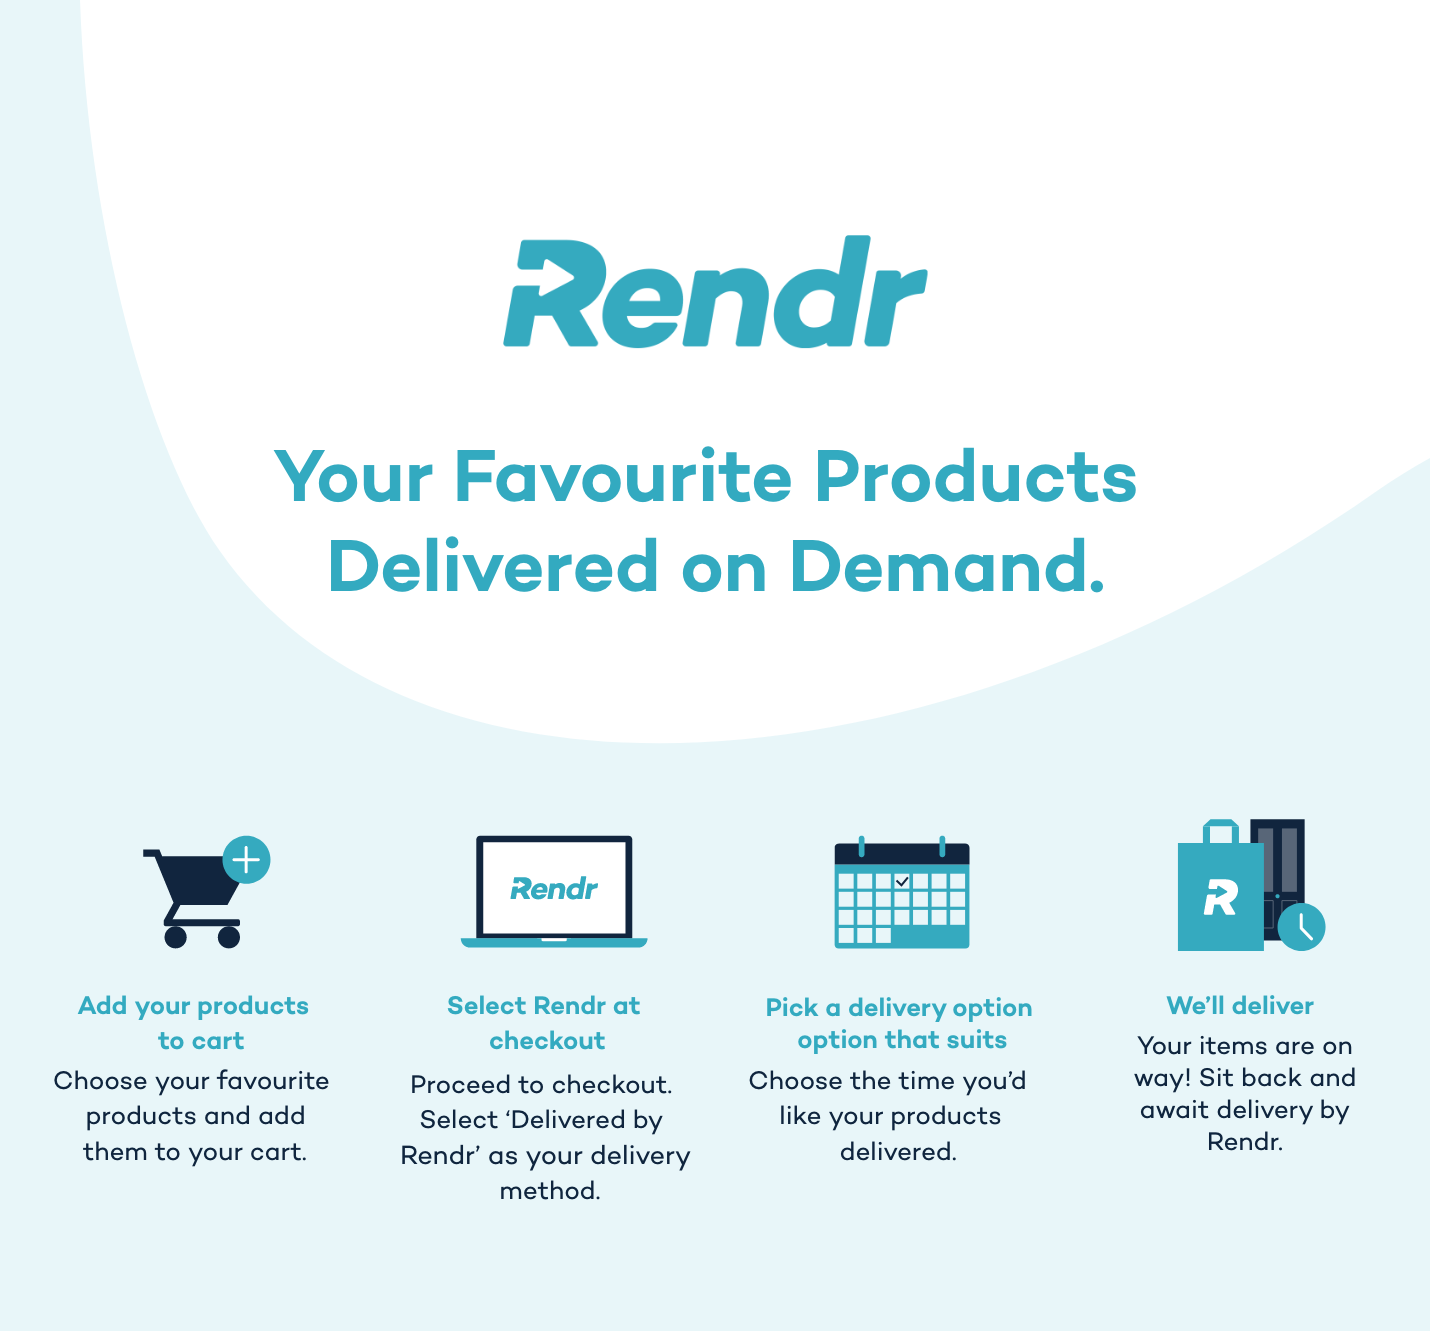 Rendr
Your Favourite Products
Delivered on Demand.
Rendr
R
Add your products
to cart
Choose your favourite
products and add
them to your cart.
Select Rendr at
checkout
Proceed to checkout.
Select ‘Delivered by
Rendr’ as your delivery
method.
Pick a delivery option
option that suits
Choose the time you’d
like your products
delivered.
We’ll deliver
Your items are on
way! Sit back and
await delivery by
Rendr.